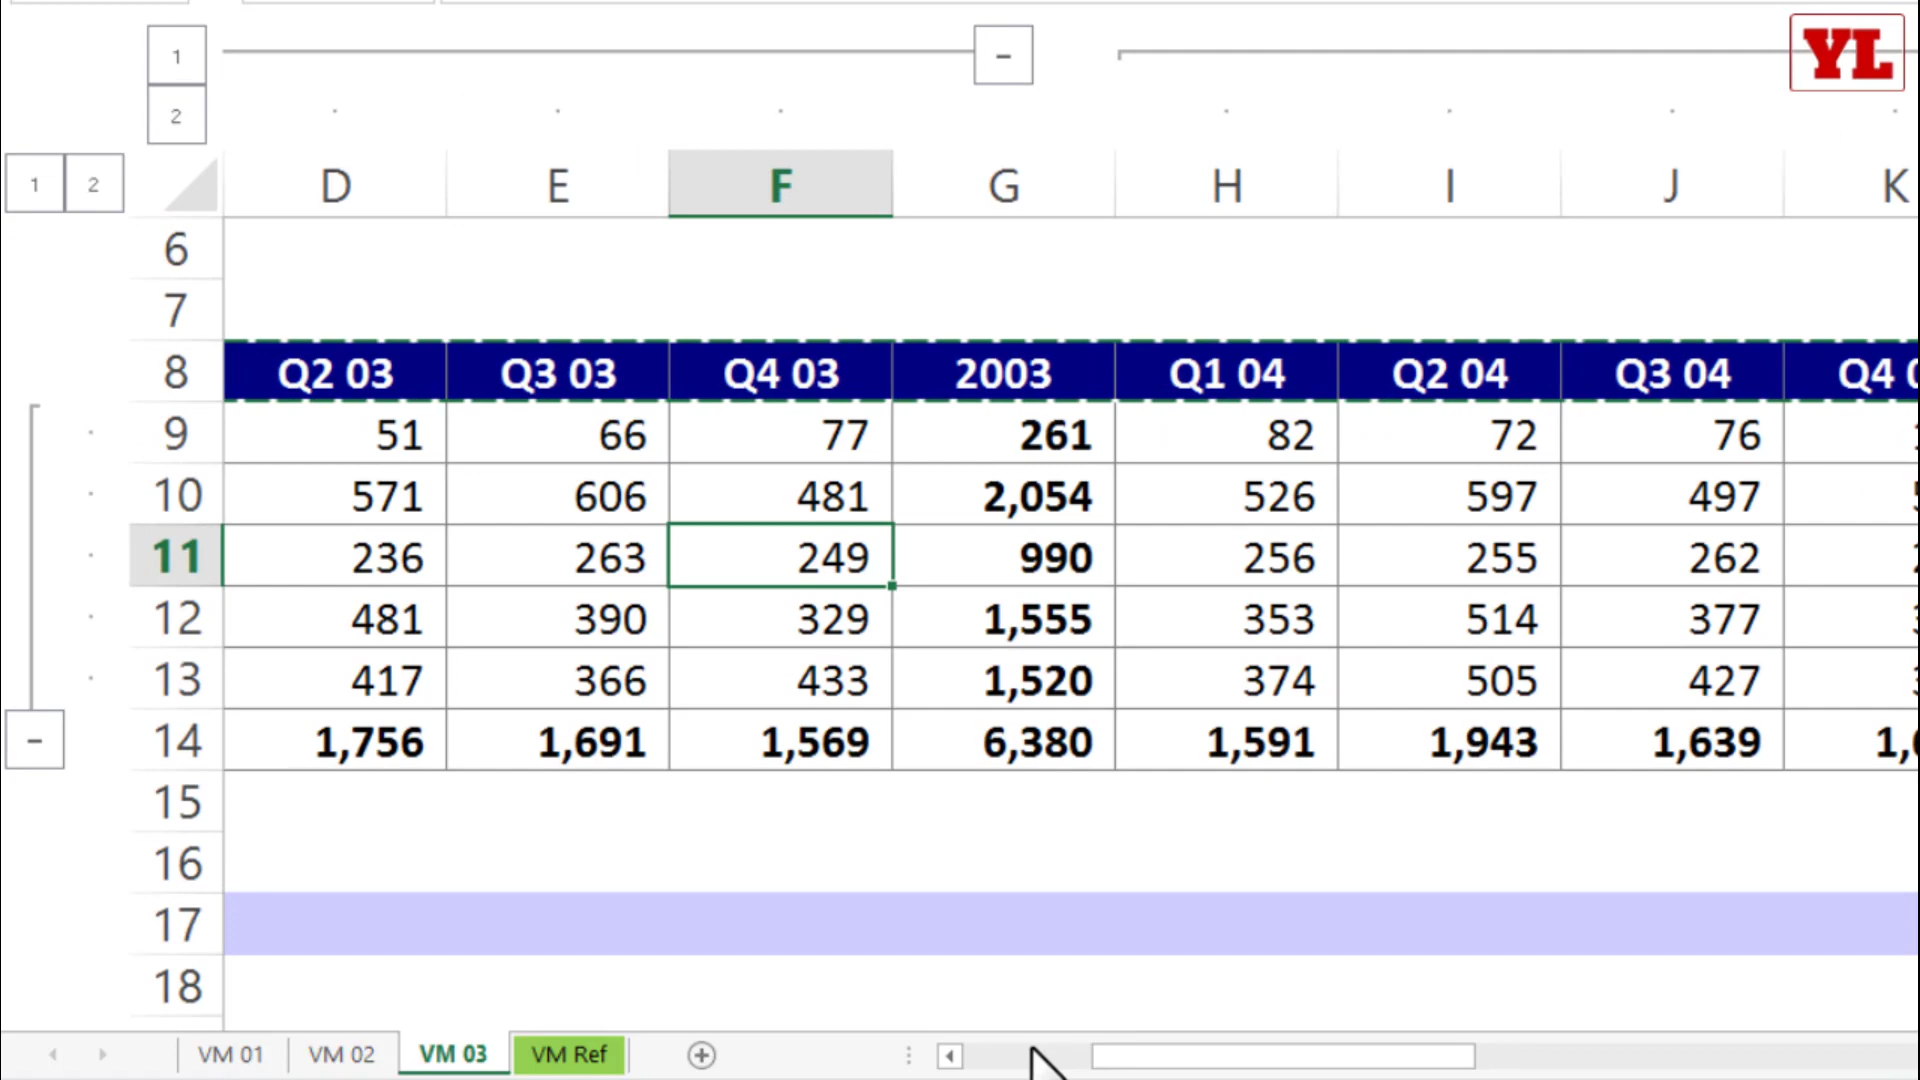 1
YL
2
1 2 D E F G H I J K
6
7
8 Q2 03 Q3 03 Q4 03 2003 Q1 04 Q2 04 Q3 04 Q4
9 51 66 77 261 82 72 76
10 571 606 481 2,054 526 597 497
11 236 263 249 990 256 255 262
12 481 390 329 1,555 353 514 377
13 417 366 433 1,520 374 505 427
14 1,756 1,691 1,569 6,380 1,591 1,943 1,639
15
16
17
18
VM 01 VM 02 VM 03 VM Ref